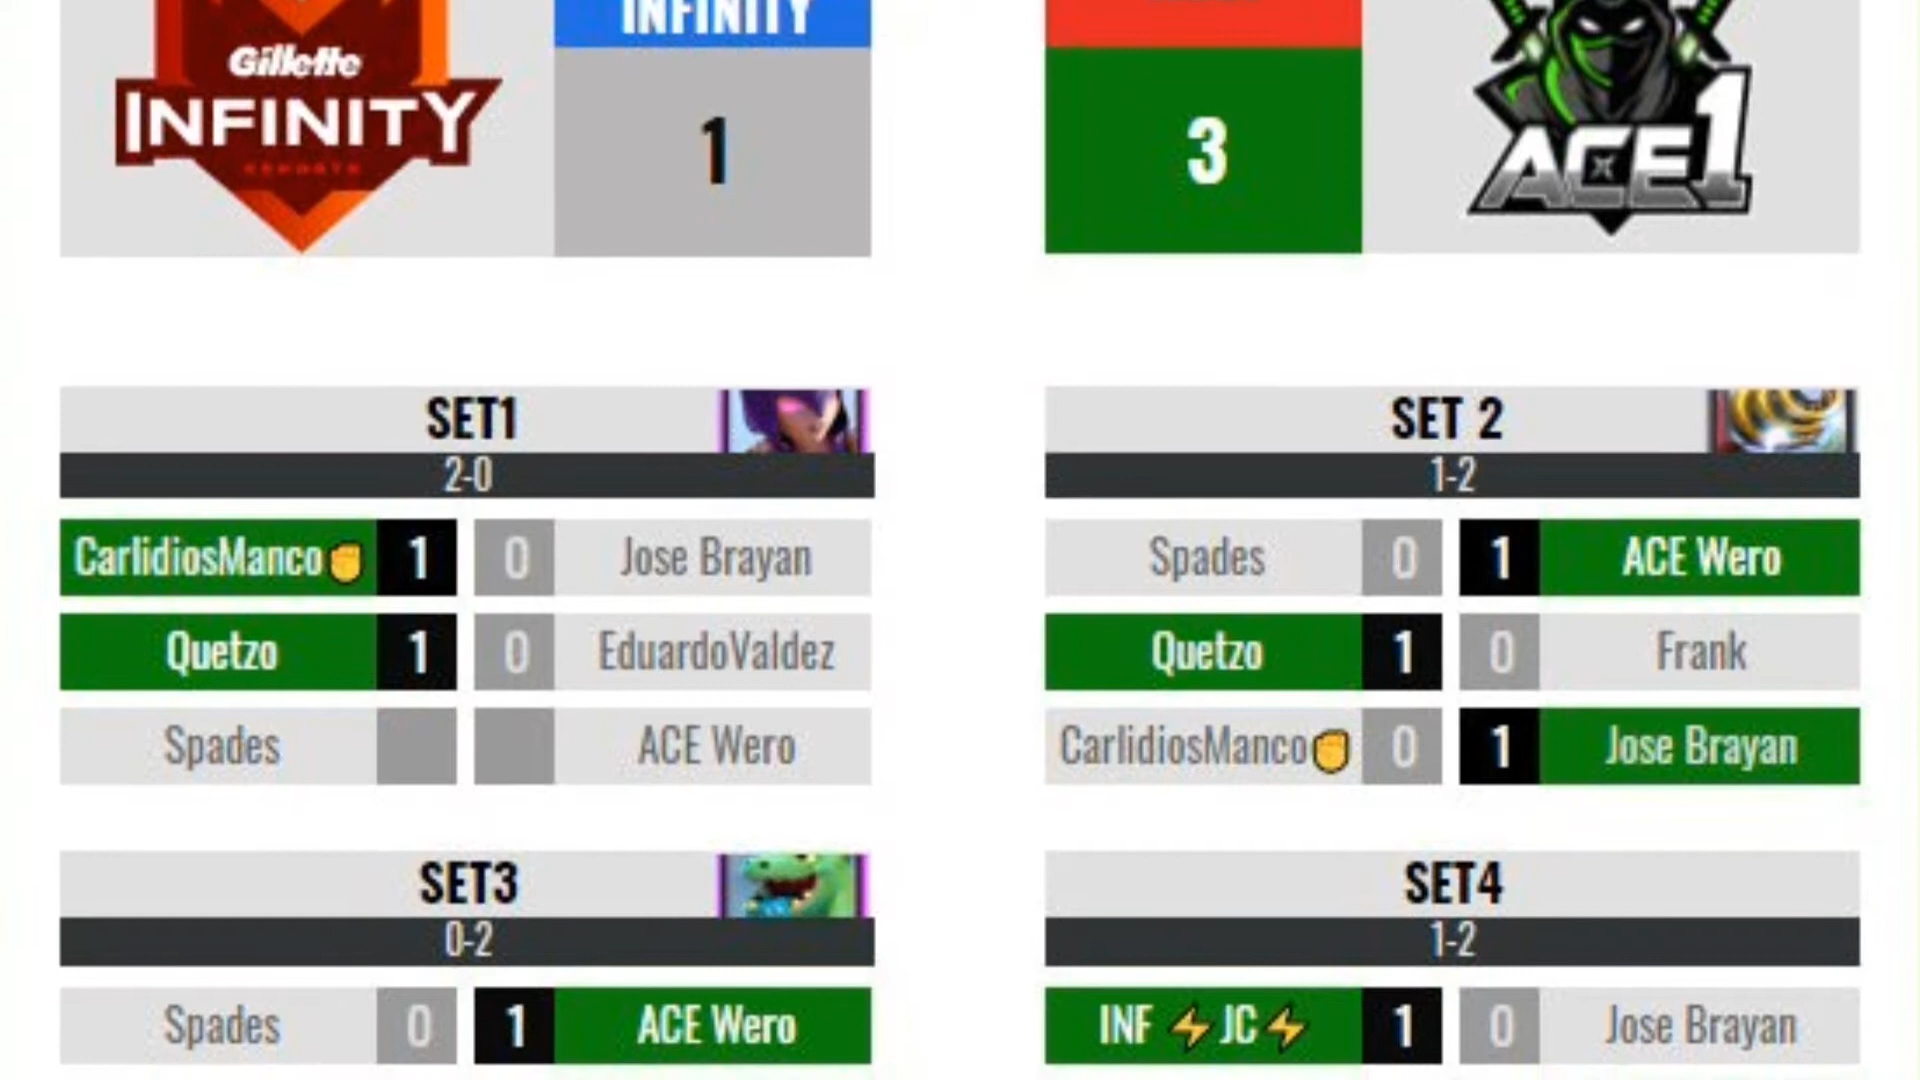 INFINITY
Gillette
INFINITY
ESPORTS
1
3
ACE1
SET1
2-0
CarlidiosManco✊ 1 0 Jose Brayan
Quetzo 1 0 EduardoValdez
Spades ACE Wero
SET 2
1-2
Spades 0 1 ACE Wero
Quetzo 1 0 Frank
CarlidiosManco✊ 0 1 Jose Brayan
SET3
0-2
Spades 0 1 ACE Wero
SET4
1-2
INF ⚡JC⚡ 1 0 Jose Brayan